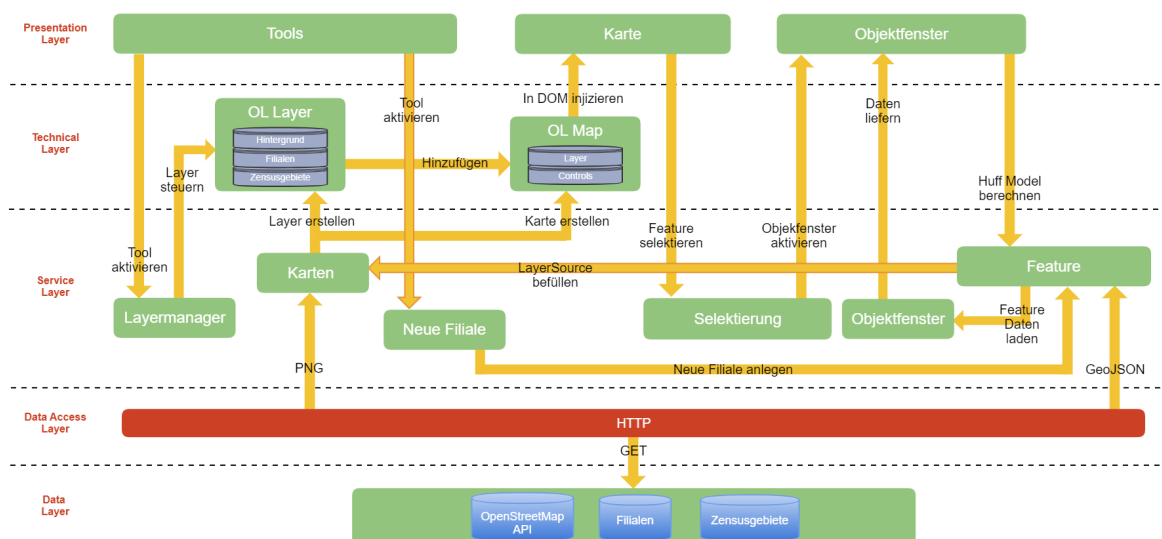 Presentation
Layer
Tools
Karte
Objektfenster
Technical
Layer
OL Layer
Hintergrund
Filialen
Zensusgebiete
Tool
aktivieren
In DOM injizieren
OL Map
Layer
Controls
Daten
liefern
Layer
steuern
Hinzufügen
Huff Model
berechnen
Layer erstellen
Karte erstellen
Service
Layer
Tool
aktivieren
Feature
selektieren
Objekfenster
aktivieren
Karten
LayerSource
befüllen
Feature
Layermanager
Neue Filiale
Selektierung
Objektfenster
Feature
Daten
laden
PNG
Neue Filiale anlegen
GeoJSON
Data Access
Layer
HTTP
GET
Data
Layer
OpenStreetMap
API
Filialen
Zensusgebiete